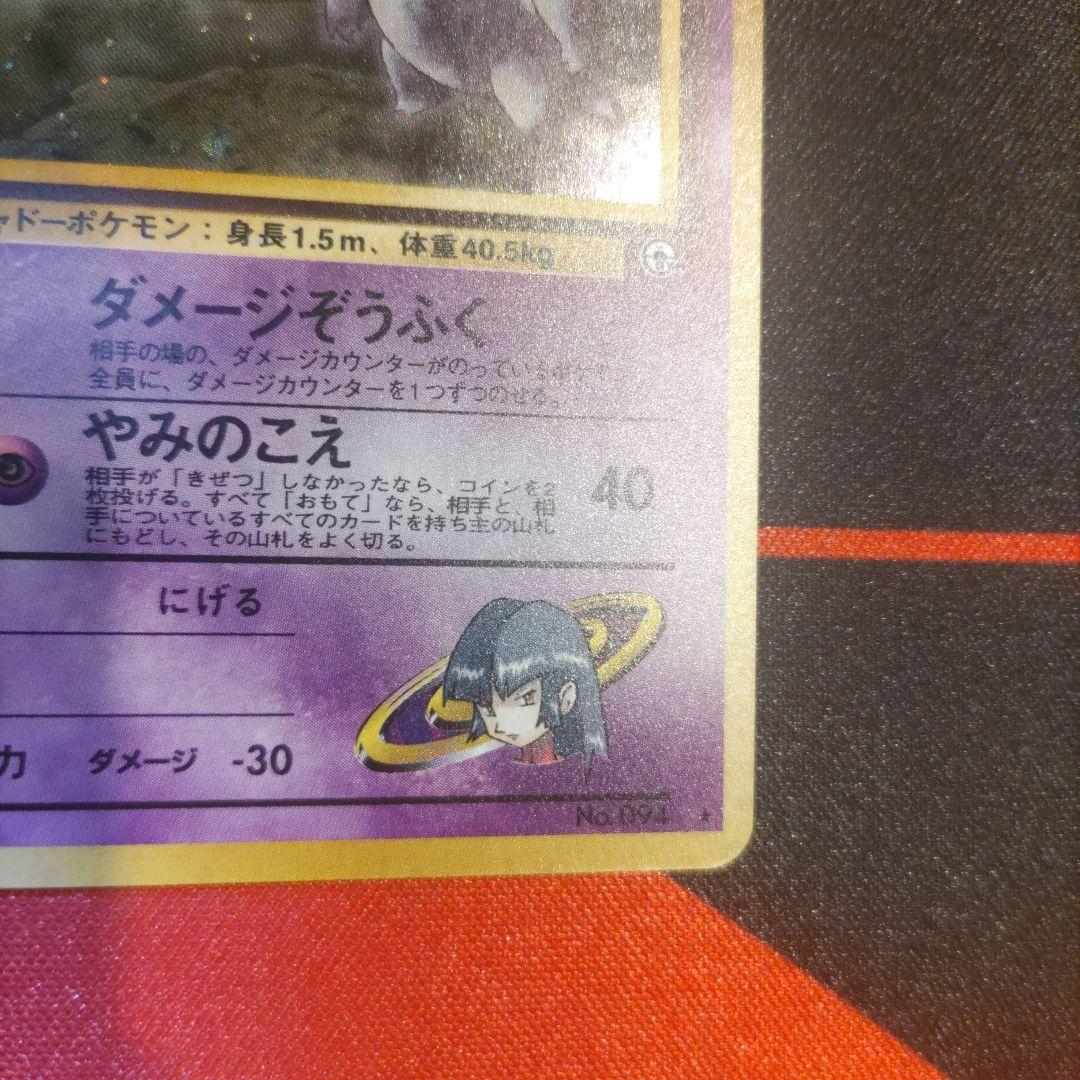 ャドーポケモン：身長1.5m、体重40.5kg
ダメージぞうふく
相手の場の、ダメージカウンターがのっているポケモン
全員に、ダメージカウンターを1つずつのせる。
やみのこえ
40
相手が「きぜつ」しなかったなら、コインを2
枚投げる。すべて「おもて」なら、相手と、相
手についているすべてのカードを持ち主の山札
にもどし、その山札をよく切る。
にげる
力 ダメージ -30
No.094 ★